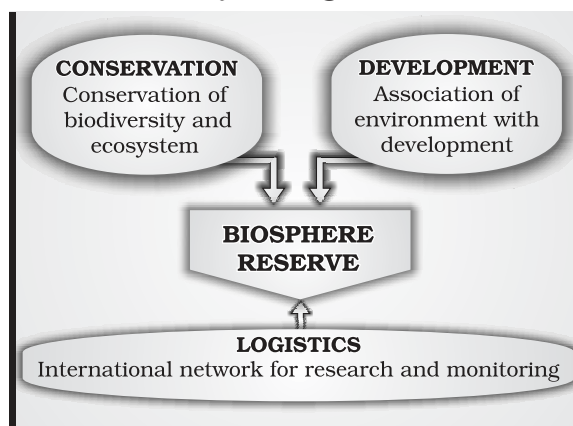 CONSERVATION
Conservation of
biodiversity and
ecosystem
DEVELOPMENT
Association of
environment with
development
BIOSPHERE
RESERVE
LOGISTICS
International network for research and monitoring